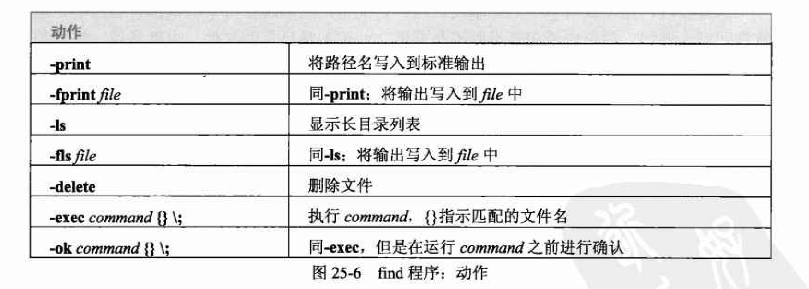 动作
-print 将路径名写入到标准输出
-fprint file 同-print;将输出写入到 file 中
-ls 显示长目录列表
-fls file 同-ls;将输出写入到 file 中
-delete 删除文件
-exec command {} \; 执行 command,{}指示匹配的文件名
-ok command {} \; 同-exec,但是在运行 command 之前进行确认
图 25-6 find 程序:动作